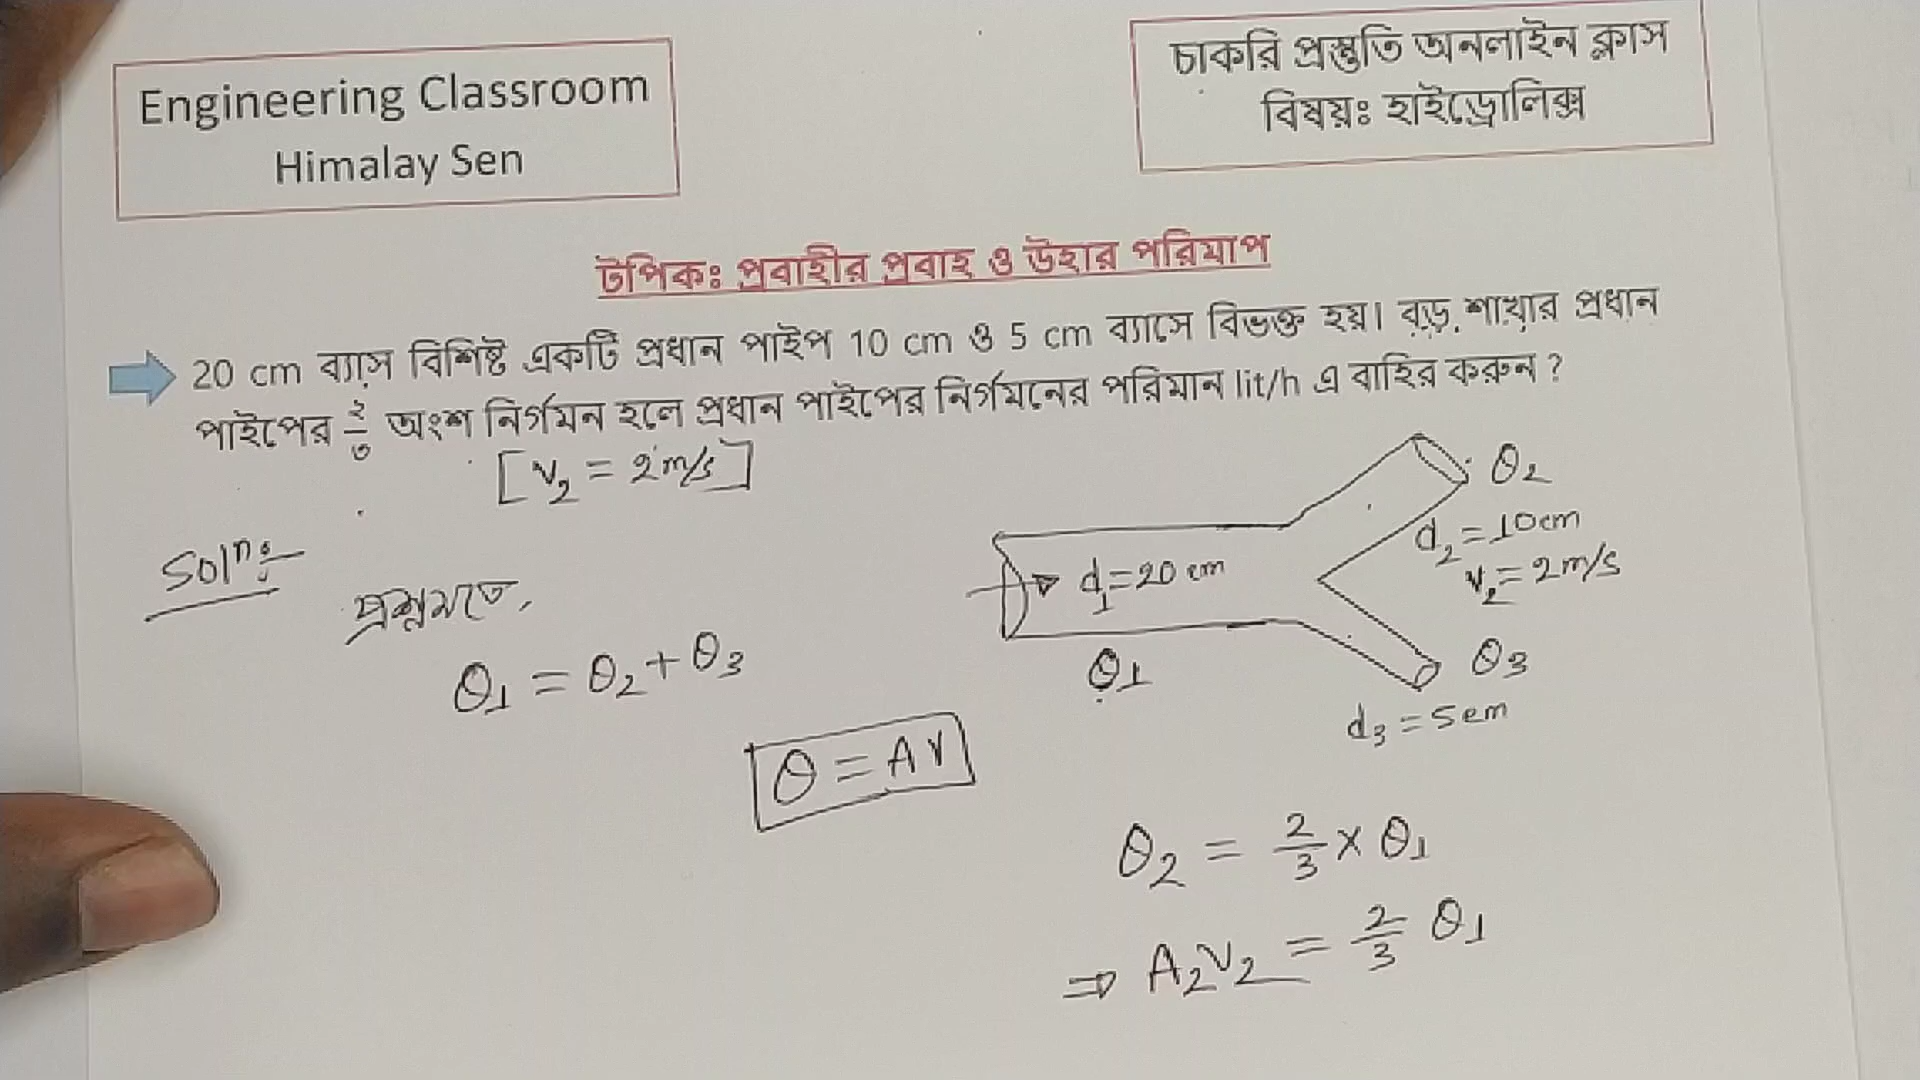 Engineering Classroom
Himalay Sen
চাকরি প্রস্তুতি অনলাইন ক্লাস
বিষয়ঃ হাইড্রোলিক্স
টপিকঃ প্রবাহীর প্রবাহ ও উহার পরিমাপ
20 cm ব্যাস বিশিষ্ট একটি প্রধান পাইপ 10 cm ও 5 cm ব্যাসে বিভক্ত হয়। বড় শাখার প্রধান
পাইপের ২/৩ অংশ নির্গমন হলে প্রধান পাইপের নির্গমনের পরিমান lit/h এ বাহির করুন ?
[V₂ = 2m/s]
Solⁿ:
প্রশ্নমতে,
Q₁ = Q₂ + Q₃
Q = AV
d₁ = 20 cm
Q₁
Q₂
d₂ = 10cm
V₂ = 2m/s
Q₃
d₃ = 5cm
Q₂ = 2/3 × Q₁
⇒ A₂V₂ = 2/3 Q₁